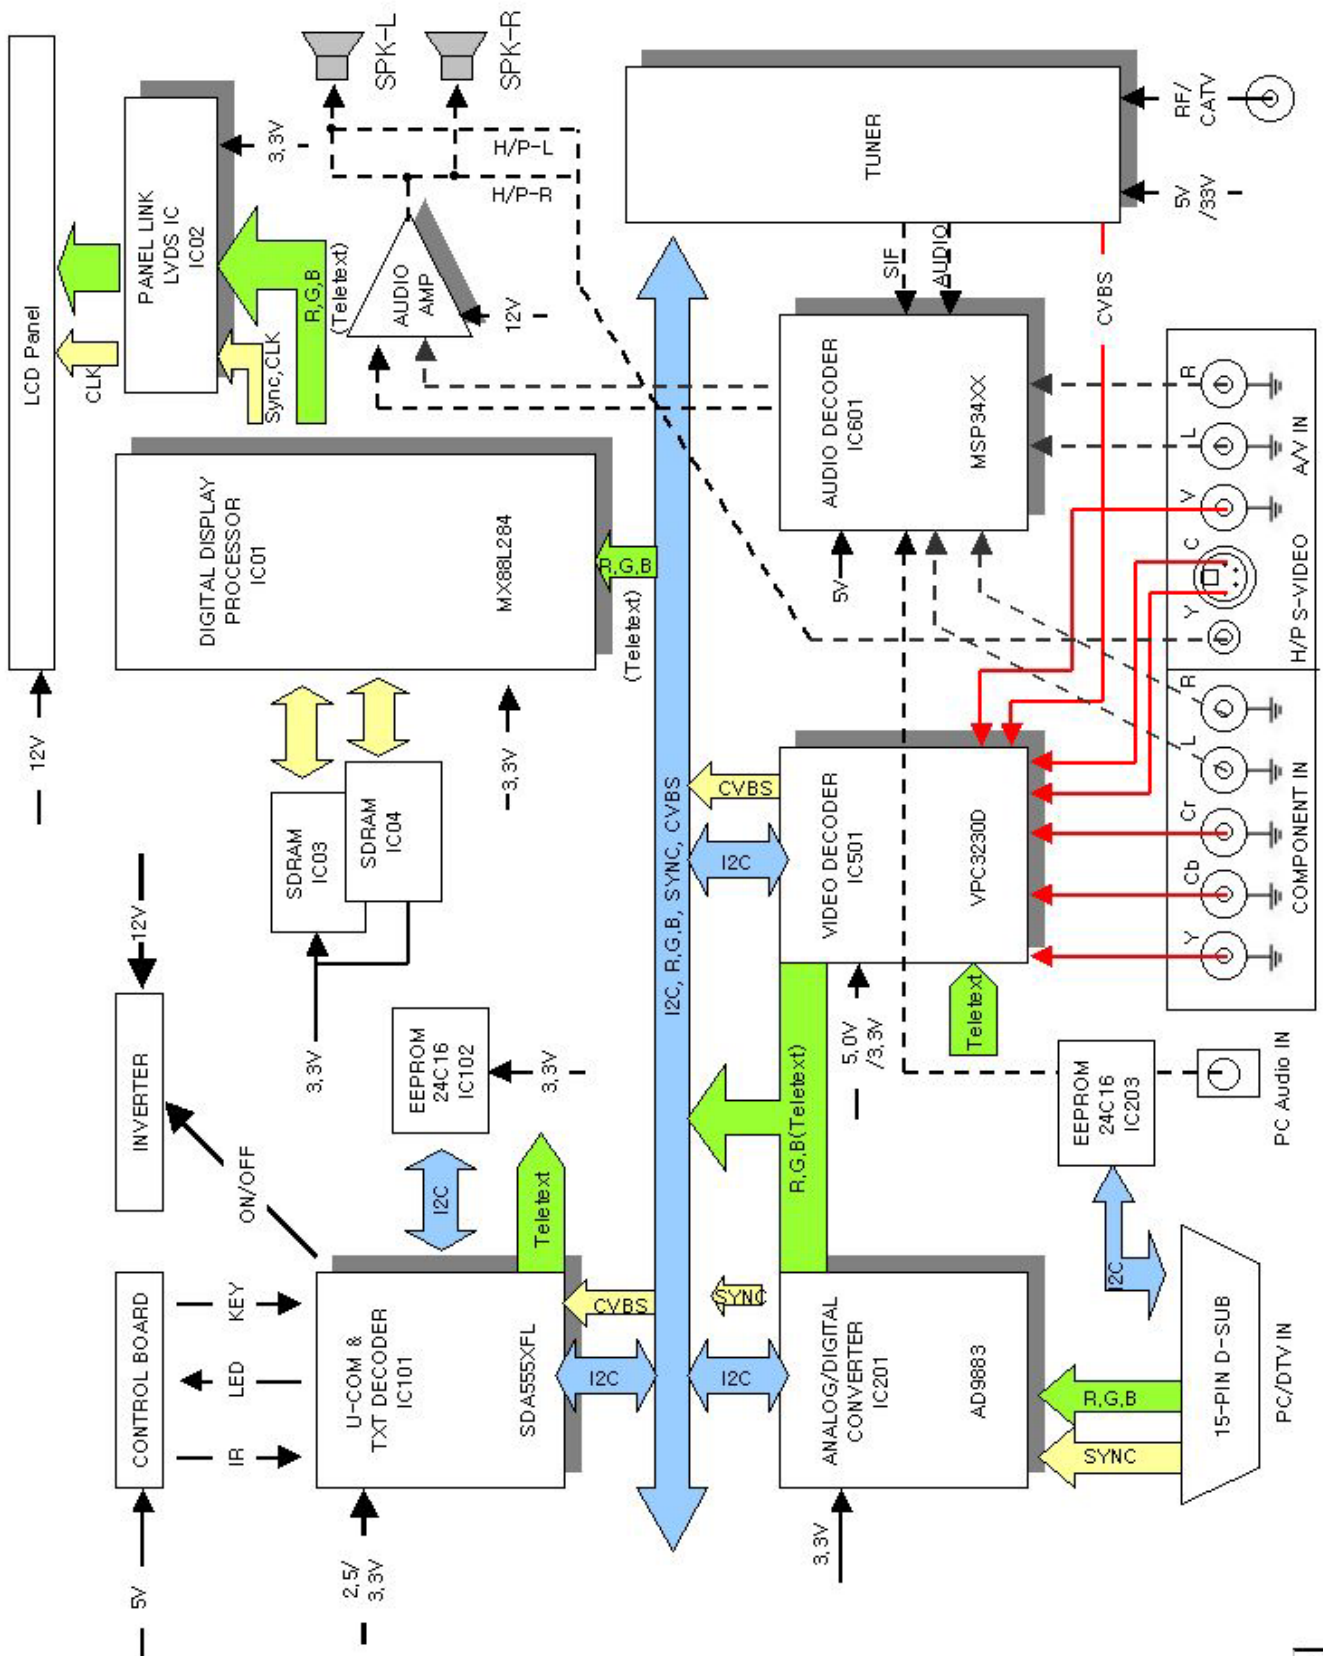 5V
CONTROL BOARD
IR
LED
KEY
ON/OFF
INVERTER
12V
12V
LCD Panel
CLK
PANEL LINK
LVDS IC
IC02
3,3V
Sync,CLK
R,G,B
(Teletext)
SPK-L
SPK-R
H/P-L
H/P-R
AUDIO
AMP
12V
2,5/
3,3V
U-COM &
TXT DECODER
IC101
SDA555XFL
I2C
EEPROM
24C16
IC102
3,3V
Teletext
CVBS
I2C
SDRAM
IC03
SDRAM
IC04
3,3V
DIGITAL DISPLAY
PROCESSOR
IC01
MX88L284
3,3V
R,G,B
(Teletext)
I2C, R,G,B, SYNC, CVBS
I2C
SYNC
ANALOG/DIGITAL
CONVERTER
IC201
AD9883
3,3V
R,G,B(Teletext)
I2C
CVBS
VIDEO DECODER
IC501
VPC3230D
5,0V
/3,3V
Teletext
5V
AUDIO DECODER
IC601
MSP34XX
SIF
AUDIO
TUNER
5V
/33V
RF/
CATV
CVBS
SYNC
R,G,B
15-PIN D-SUB
PC/DTV IN
I2C
EEPROM
24C16
IC203
PC Audio IN
Y
Cb
Cr
L
R
COMPONENT IN
Y
C
V
L
R
H/P S-VIDEO
A/V IN